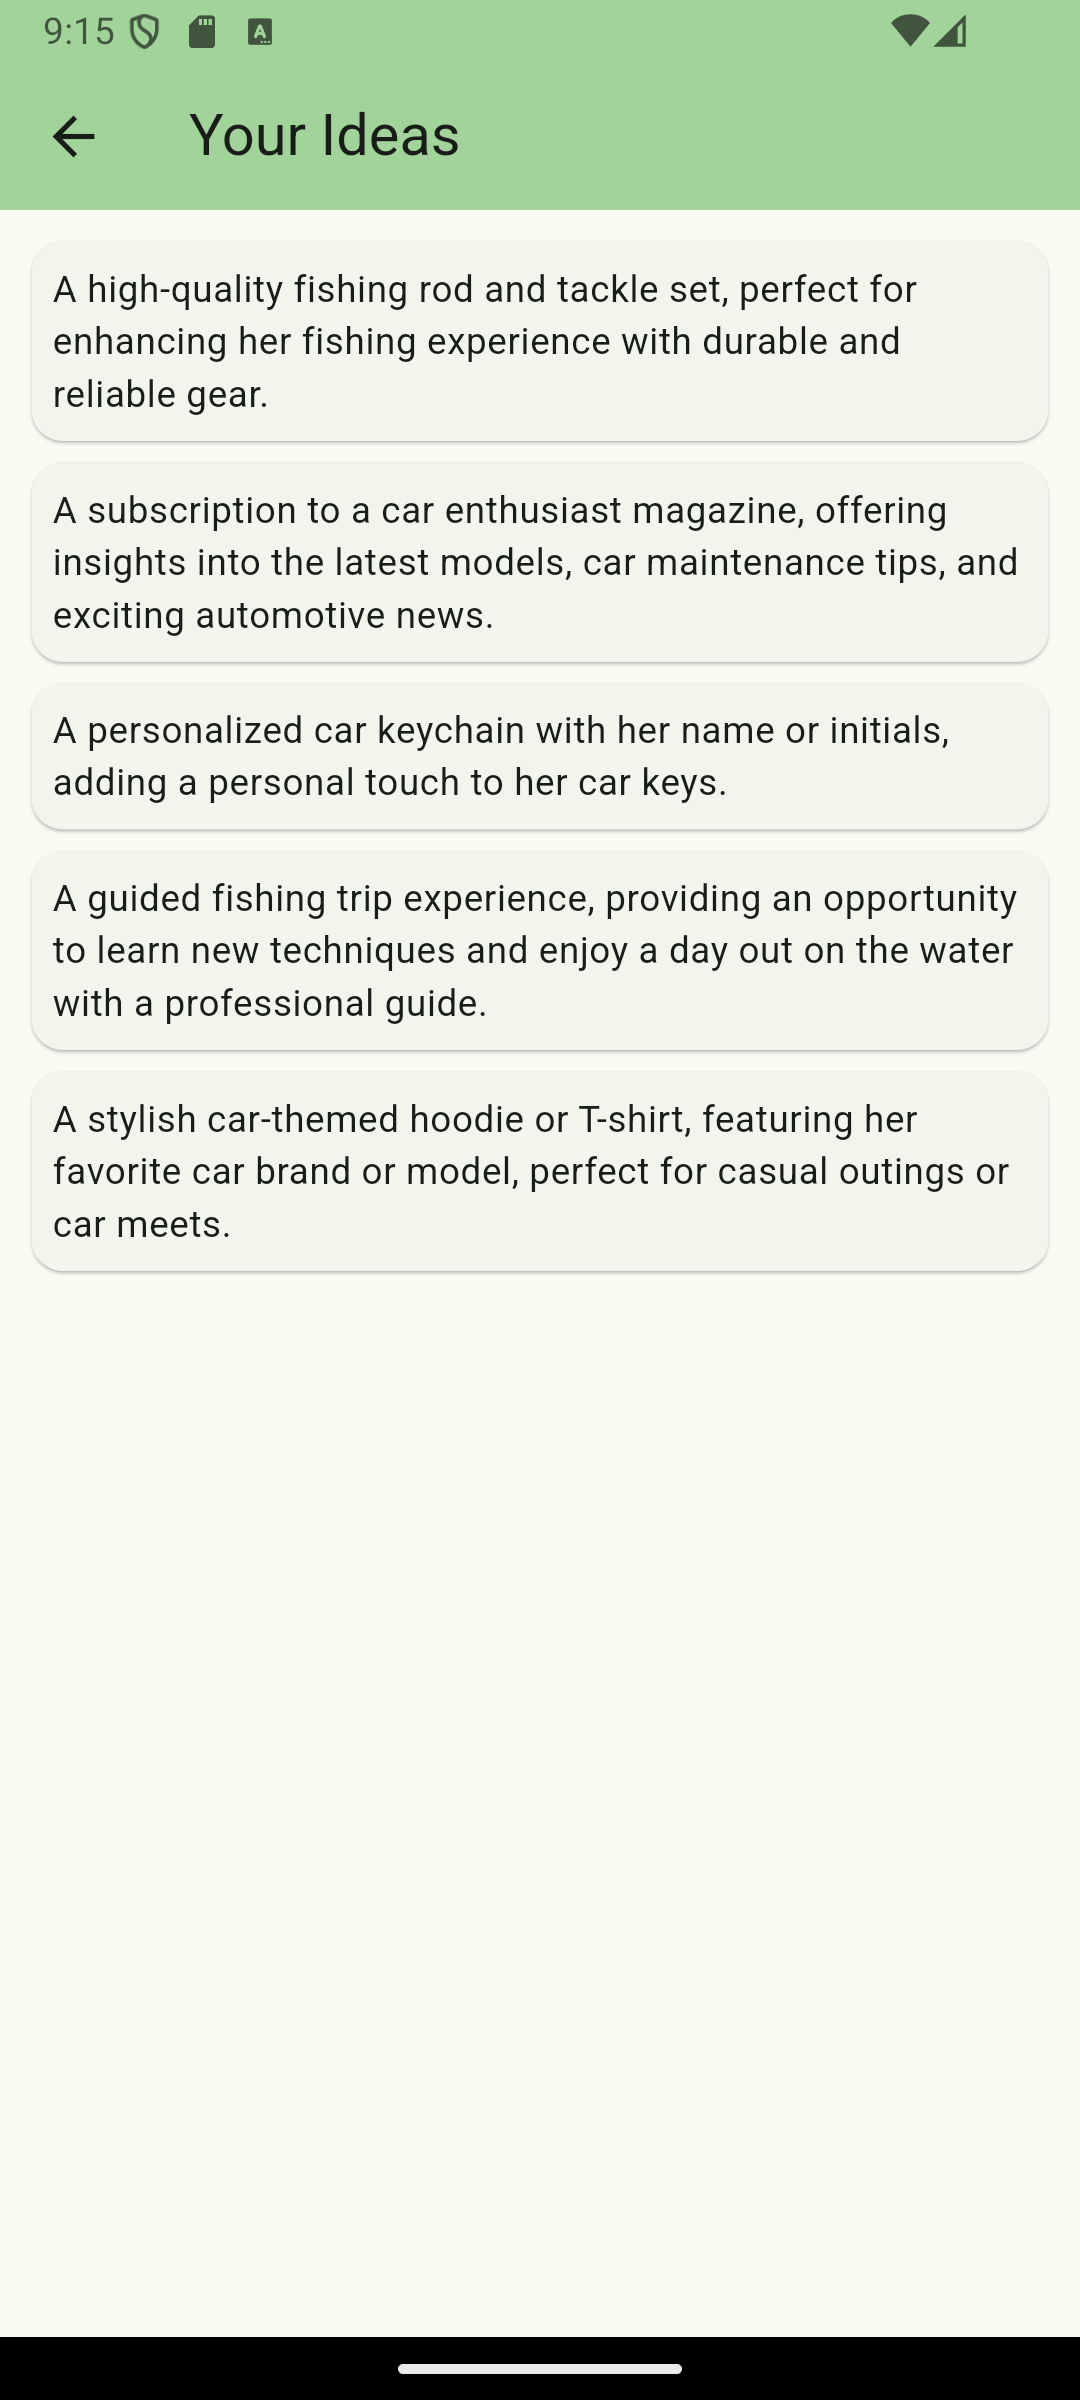 9:15
Your Ideas
A high-quality fishing rod and tackle set, perfect for
enhancing her fishing experience with durable and
reliable gear.
A subscription to a car enthusiast magazine, offering
insights into the latest models, car maintenance tips, and
exciting automotive news.
A personalized car keychain with her name or initials,
adding a personal touch to her car keys.
A guided fishing trip experience, providing an opportunity
to learn new techniques and enjoy a day out on the water
with a professional guide.
A stylish car-themed hoodie or T-shirt, featuring her
favorite car brand or model, perfect for casual outings or
car meets.